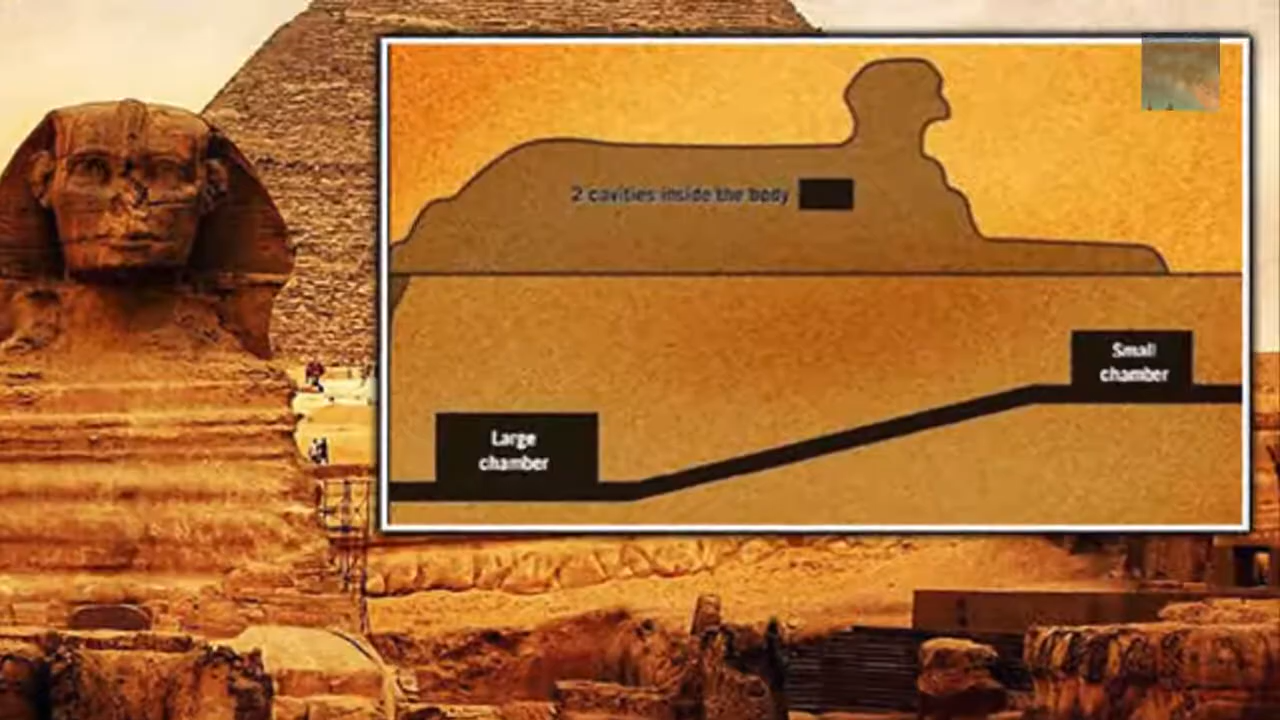 2 cavities inside the body
Small
chamber
Large
chamber